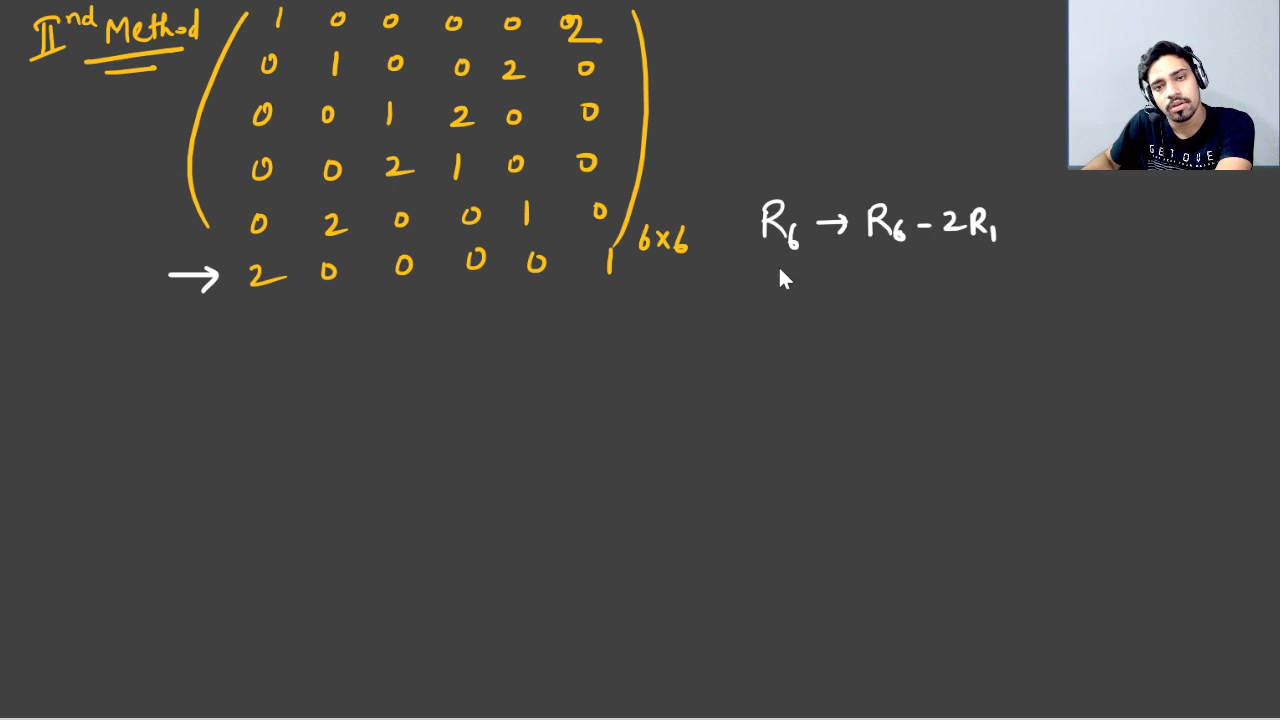 IInd Method
1 0 0 0 0 2
0 1 0 0 2 0
0 0 1 2 0 0
0 0 2 1 0 0
0 2 0 0 1 0
→ 2 0 0 0 0 1
6×6
R6 → R6 - 2R1
GETOVE